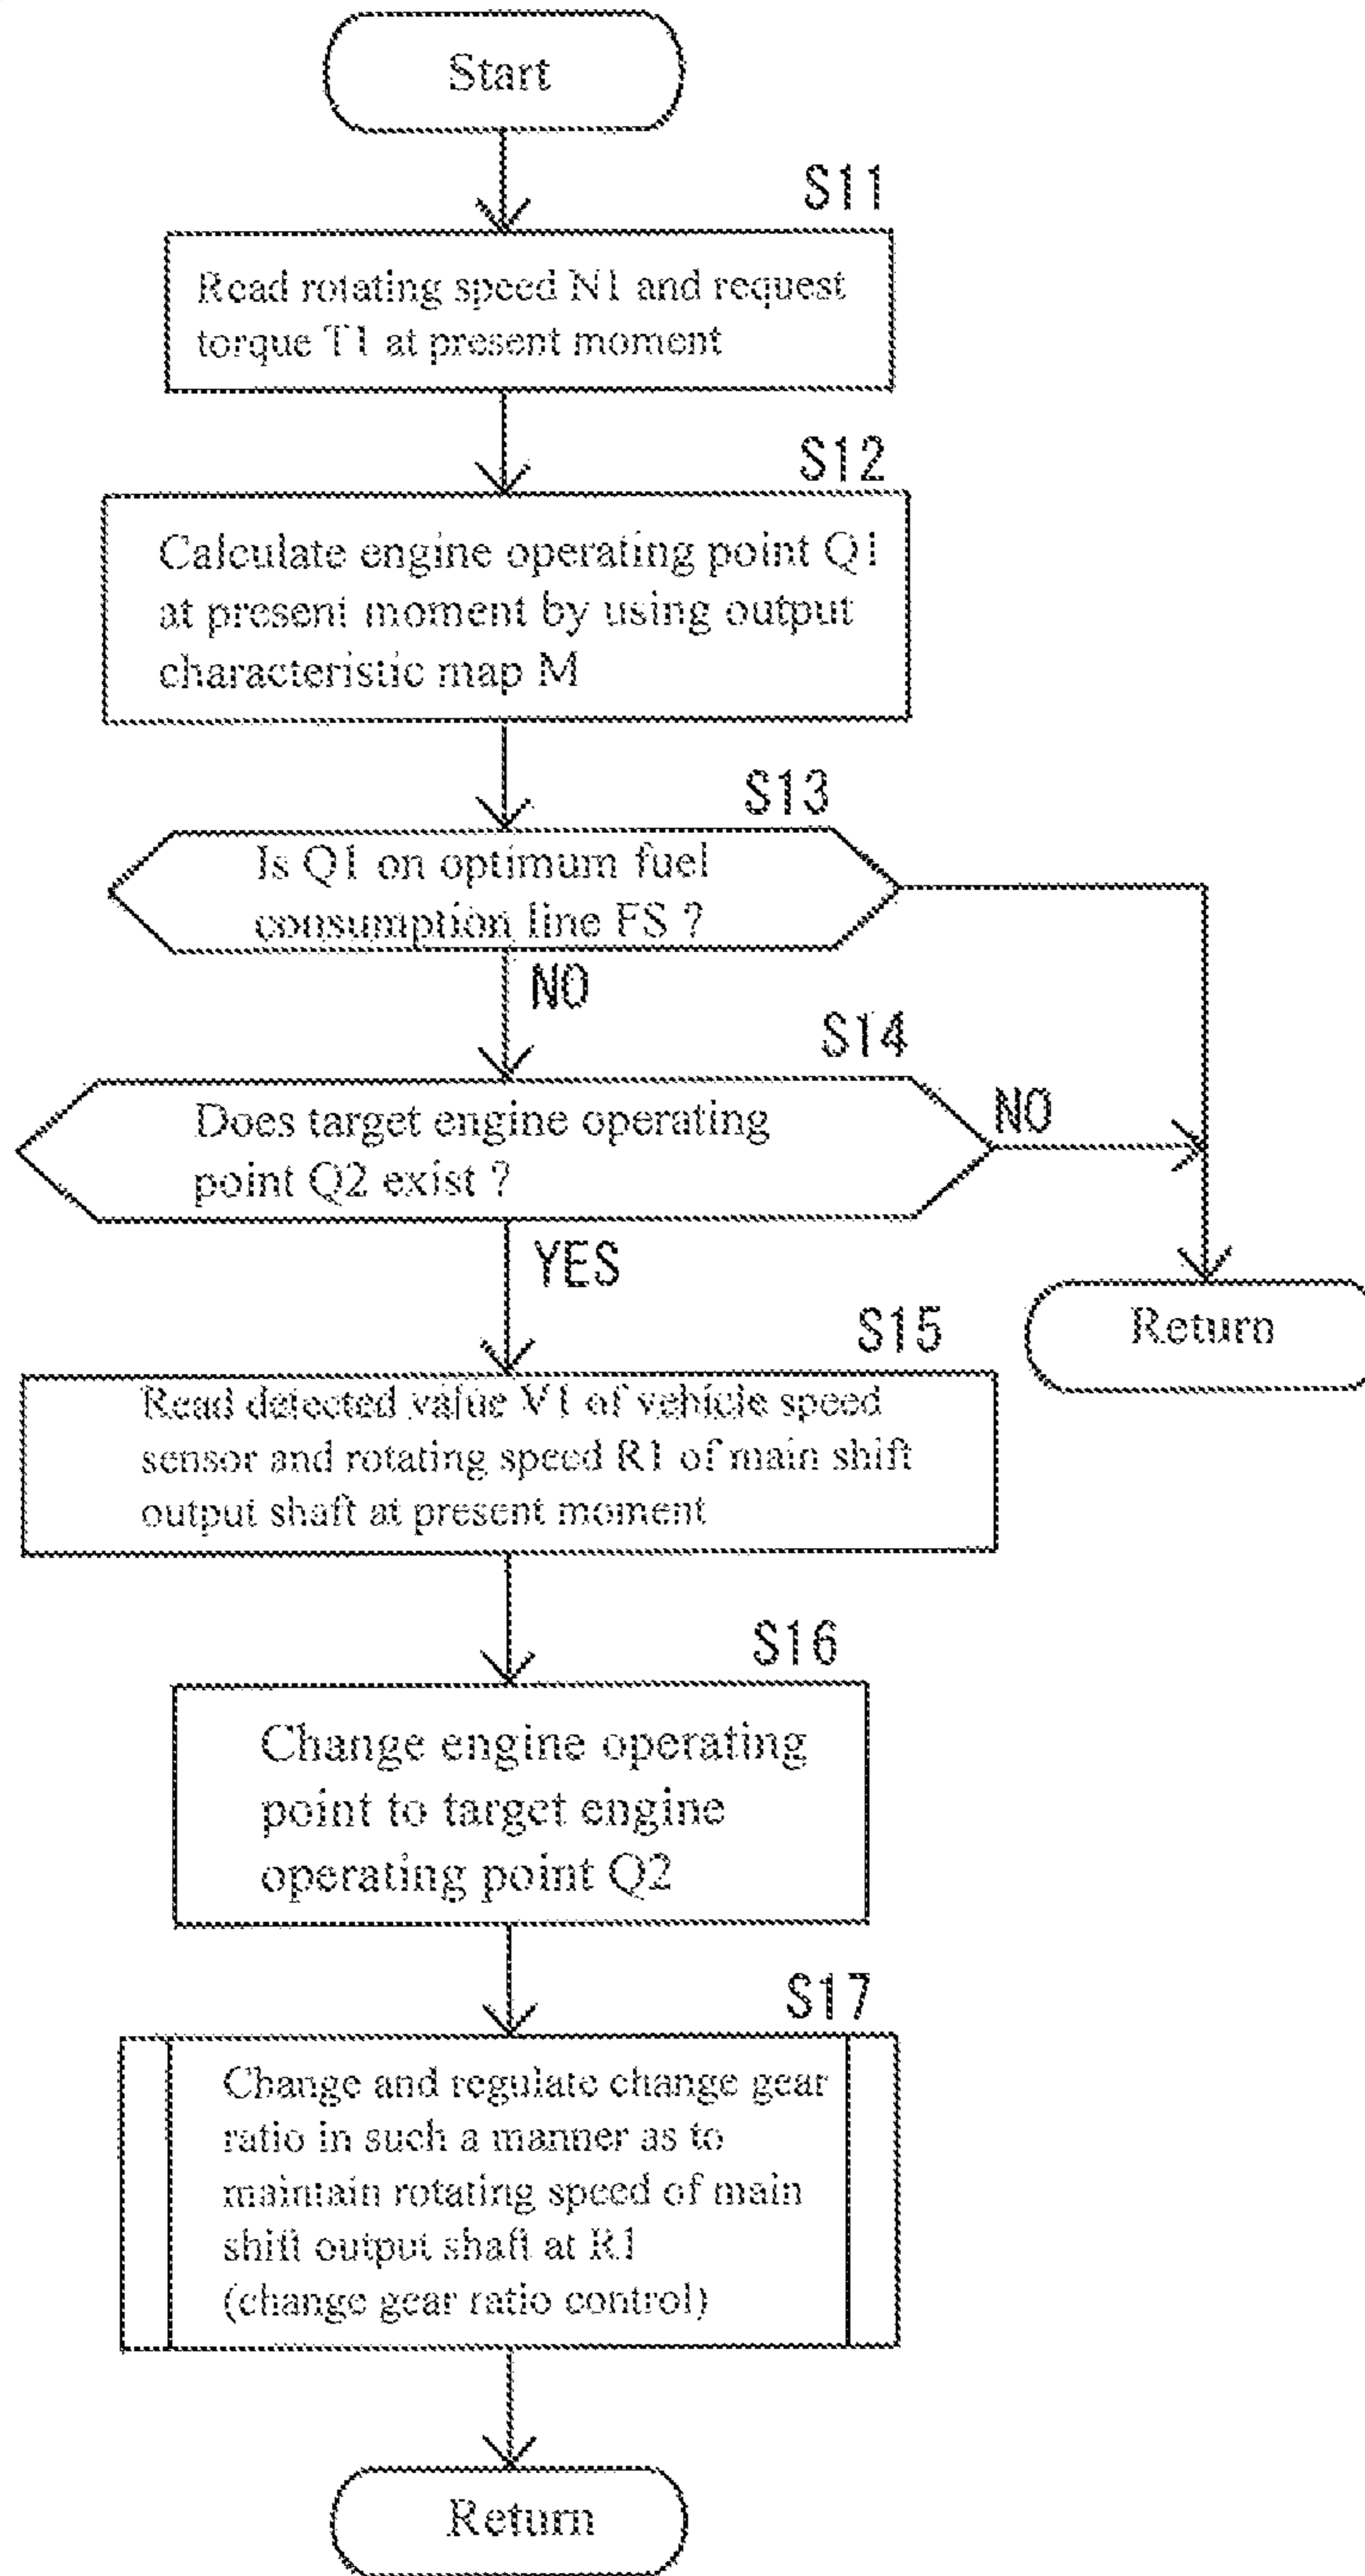 Start
S11
Read rotating speed N1 and request
torque T1 at present moment
S12
Calculate engine operating point Q1
at present moment by using output
characteristic map M
S13
Is Q1 on optimum fuel
consumption line FS ?
NO
S14
Does target engine operating
point Q2 exist ?
NO
YES
Return
S15
Read detected value V1 of vehicle speed
sensor and rotating speed R1 of main shift
output shaft at present moment
S16
Change engine operating
point to target engine
operating point Q2
S17
Change and regulate change gear
ratio in such a manner as to
maintain rotating speed of main
shift output shaft at R1
(change gear ratio control)
Return